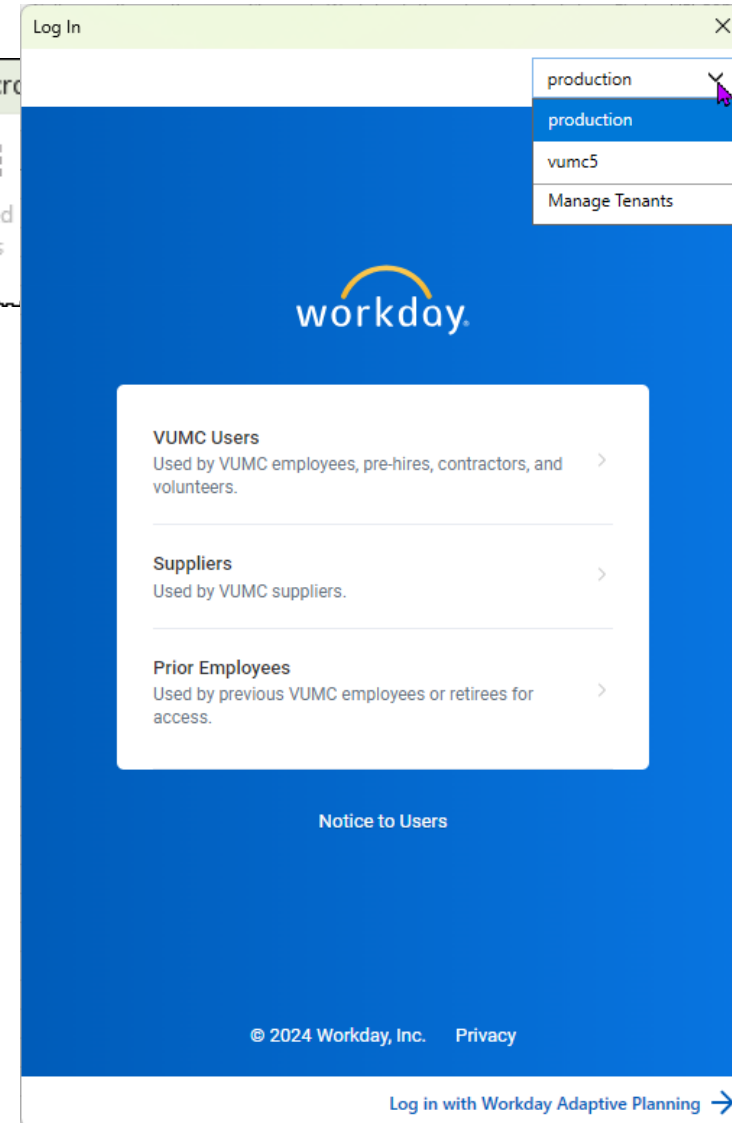 Log In
production
production
vumc5
Manage Tenants
workday.
VUMC Users
Used by VUMC employees, pre-hires, contractors, and
volunteers.
Suppliers
Used by VUMC suppliers.
Prior Employees
Used by previous VUMC employees or retirees for
access.
Notice to Users
© 2024 Workday, Inc. Privacy
Log in with Workday Adaptive Planning